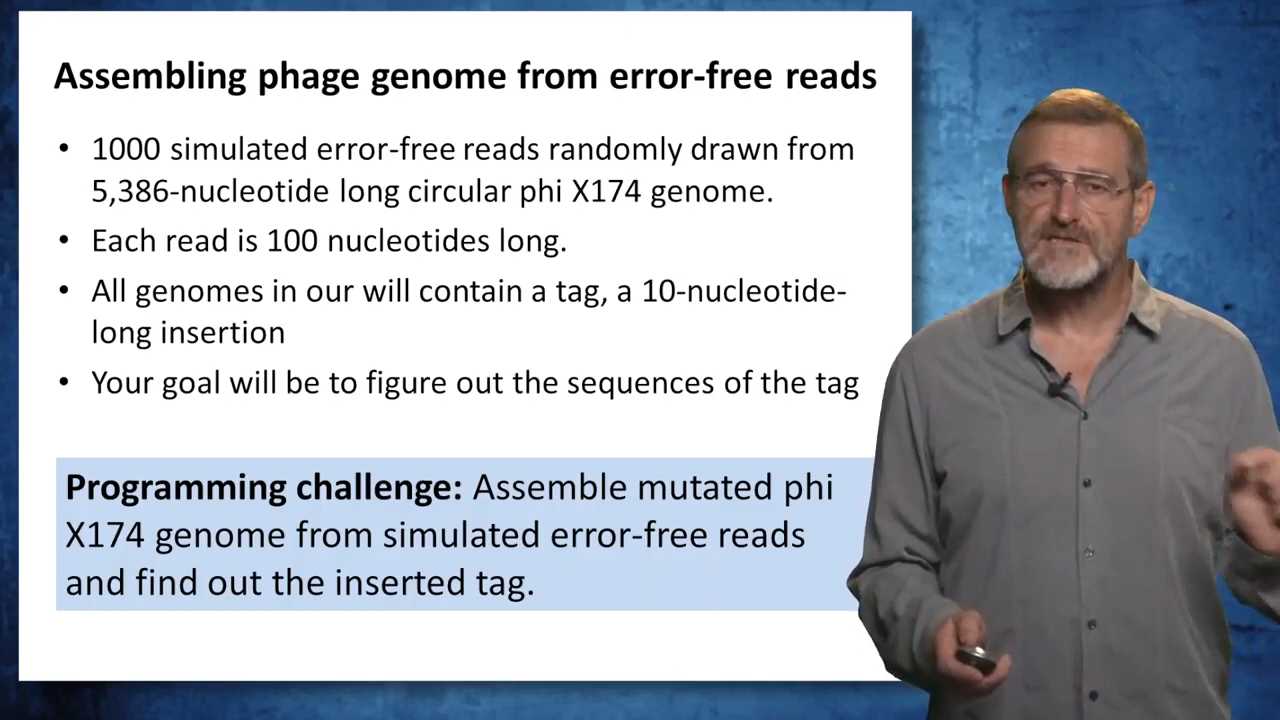 Assembling phage genome from error-free reads
• 1000 simulated error-free reads randomly drawn from
5,386-nucleotide long circular phi X174 genome.
• Each read is 100 nucleotides long.
• All genomes in our will contain a tag, a 10-nucleotide-
long insertion
• Your goal will be to figure out the sequences of the tag
Programming challenge: Assemble mutated phi
X174 genome from simulated error-free reads
and find out the inserted tag.